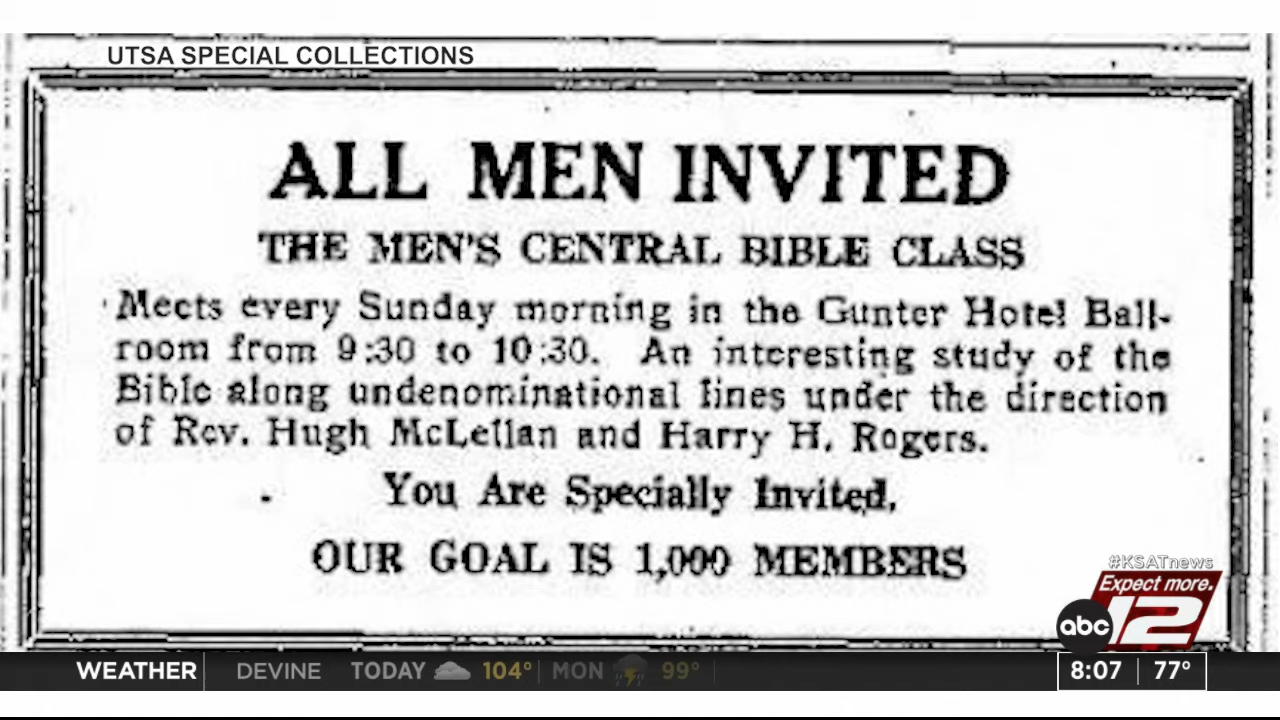 UTSA SPECIAL COLLECTIONS
ALL MEN INVITED
THE MEN'S CENTRAL BIBLE CLASS
Meets every Sunday morning in the Gunter Hotel Ball-
room from 9:30 to 10:30. An interesting study of the
Bible along undenominational lines under the direction
of Rev. Hugh McLellan and Harry H. Rogers.
You Are Specially Invited.
OUR GOAL IS 1,000 MEMBERS
#KSATnews
Expect more.
abc 12
WEATHER DEVINE TODAY 104° MON 99° 8:07 77°